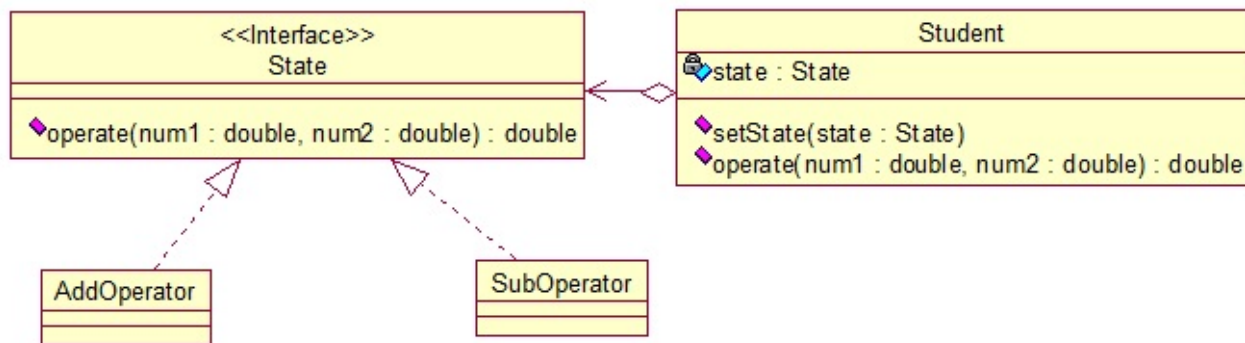 <<Interface>>
State
operate(num1 : double, num2 : double) : double
Student
state : State
setState(state : State)
operate(num1 : double, num2 : double) : double
AddOperator
SubOperator